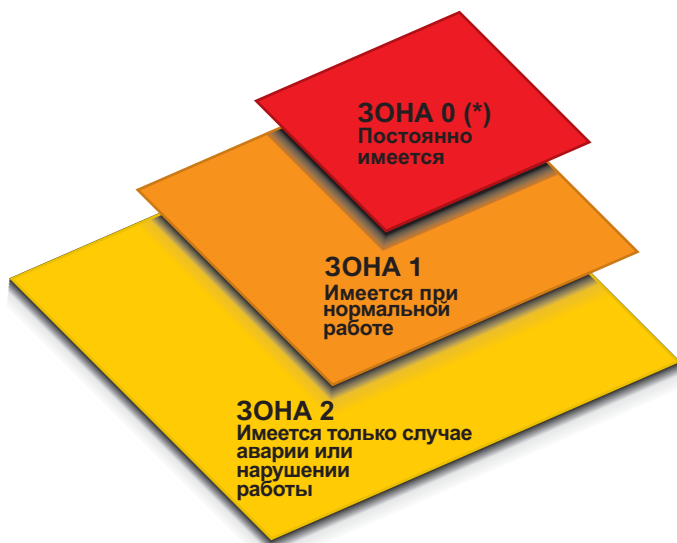 ЗОНА 0 (*)
Постоянно
имеется
ЗОНА 1
Имеется при
нормальной
работе
ЗОНА 2
Имеется только случае
аварии или
нарушении
работы